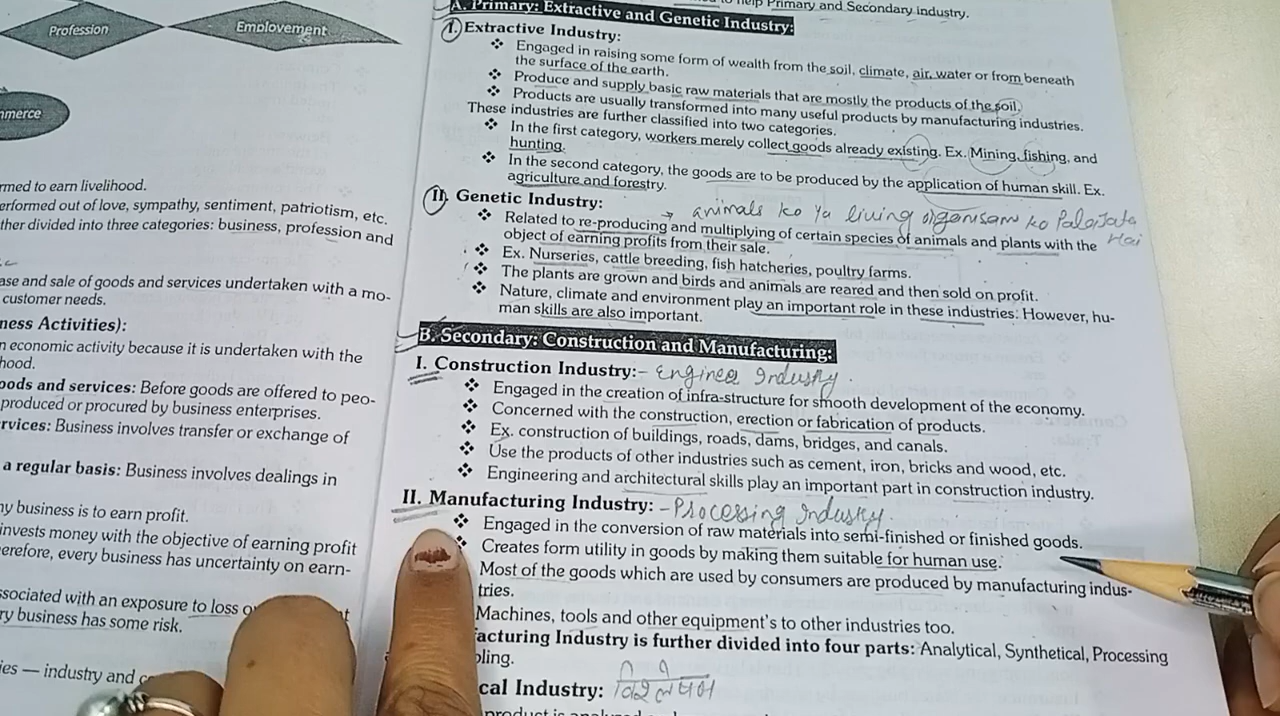 Profession
Employement
mmerce
rmed to earn livelihood.
erformed out of love, sympathy, sentiment, patriotism, etc.
ther divided into three categories: business, profession and
ase and sale of goods and services undertaken with a mo-
customer needs.
ness Activities):
n economic activity because it is undertaken with the
hood.
oods and services: Before goods are offered to peo-
produced or procured by business enterprises.
rvices: Business involves transfer or exchange of
a regular basis: Business involves dealings in
ny business is to earn profit.
invests money with the objective of earning profit
erefore, every business has uncertainty on earn-
ssociated with an exposure to loss
ry business has some risk.
ies — industry and
help Primary and Secondary industry.
A. Primary: Extractive and Genetic Industry:
I. Extractive Industry:
❖ Engaged in raising some form of wealth from the soil, climate, air, water or from beneath
the surface of the earth.
❖ Produce and supply basic raw materials that are mostly the products of the soil.
❖ Products are usually transformed into many useful products by manufacturing industries.
These industries are further classified into two categories.
❖ In the first category, workers merely collect goods already existing. Ex. Mining, fishing, and
hunting.
❖ In the second category, the goods are to be produced by the application of human skill. Ex.
agriculture and forestry.
II. Genetic Industry:
→ animals ko ya living organisam ko Palajata Hai
❖ Related to re-producing and multiplying of certain species of animals and plants with the
object of earning profits from their sale.
❖ Ex. Nurseries, cattle breeding, fish hatcheries, poultry farms.
❖ The plants are grown and birds and animals are reared and then sold on profit.
❖ Nature, climate and environment play an important role in these industries. However, hu-
man skills are also important.
B. Secondary: Construction and Manufacturing:
I. Construction Industry:- Engineer Industry.
❖ Engaged in the creation of infra-structure for smooth development of the economy.
❖ Concerned with the construction, erection or fabrication of products.
❖ Ex. construction of buildings, roads, dams, bridges, and canals.
❖ Use the products of other industries such as cement, iron, bricks and wood, etc.
❖ Engineering and architectural skills play an important part in construction industry.
II. Manufacturing Industry: - Processing Industry.
❖ Engaged in the conversion of raw materials into semi-finished or finished goods.
❖ Creates form utility in goods by making them suitable for human use.
Most of the goods which are used by consumers are produced by manufacturing indus-
tries.
Machines, tools and other equipment's to other industries too.
acturing Industry is further divided into four parts: Analytical, Synthetical, Processing
bling.
cal Industry:
product is